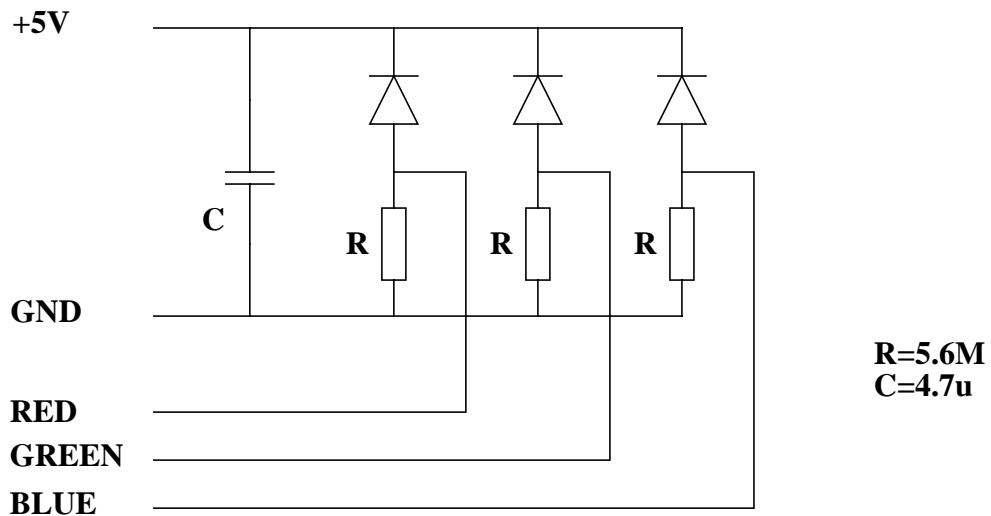 +5V
C
R
R
R
GND
R=5.6M
C=4.7u
RED
GREEN
BLUE